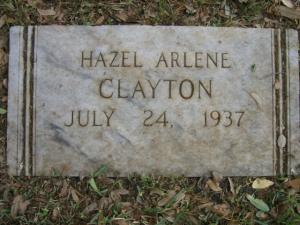 HAZEL ARLENE
CLAYTON
JULY 24, 1937